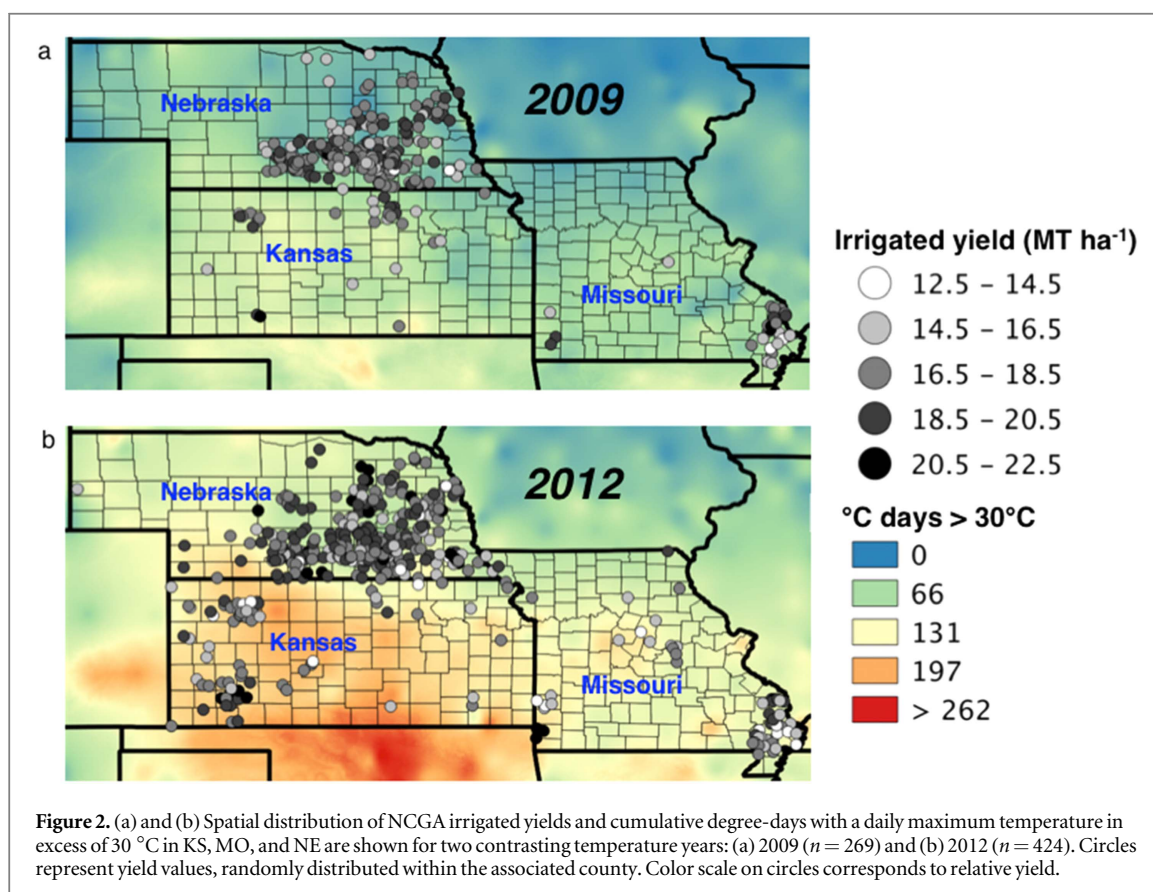 a
Nebraska
2009
Kansas
Missouri
b
Nebraska
2012
Kansas
Missouri
Irrigated yield (MT ha⁻¹)
12.5 – 14.5
14.5 – 16.5
16.5 – 18.5
18.5 – 20.5
20.5 – 22.5
°C days > 30°C
0
66
131
197
> 262
Figure 2. (a) and (b) Spatial distribution of NCGA irrigated yields and cumulative degree-days with a daily maximum temperature in
excess of 30 °C in KS, MO, and NE are shown for two contrasting temperature years: (a) 2009 (n = 269) and (b) 2012 (n = 424). Circles
represent yield values, randomly distributed within the associated county. Color scale on circles corresponds to relative yield.